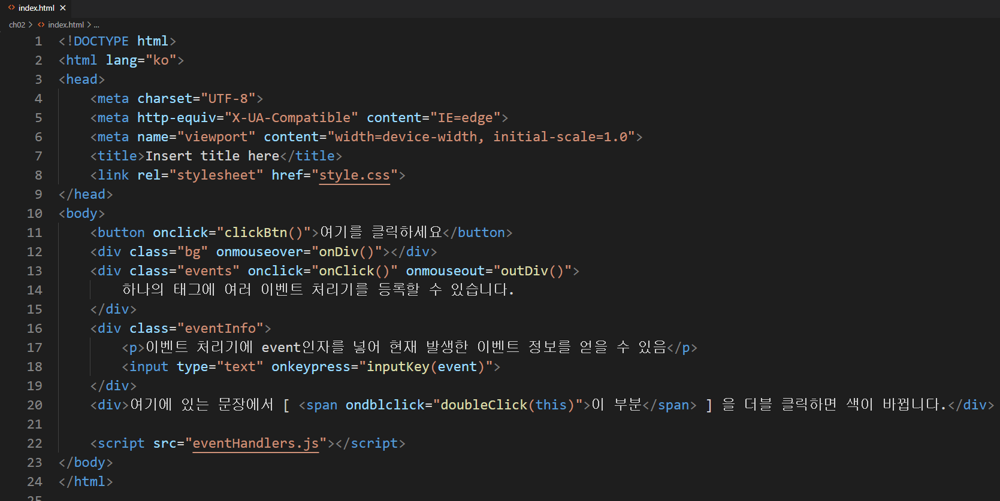 index.html ×
ch02 > index.html > ...
1 <!DOCTYPE html>
2 <html lang="ko">
3 <head>
4     <meta charset="UTF-8">
5     <meta http-equiv="X-UA-Compatible" content="IE=edge">
6     <meta name="viewport" content="width=device-width, initial-scale=1.0">
7     <title>Insert title here</title>
8     <link rel="stylesheet" href="style.css">
9 </head>
10 <body>
11     <button onclick="clickBtn()">여기를 클릭하세요</button>
12     <div class="bg" onmouseover="onDiv()"></div>
13     <div class="events" onclick="onClick()" onmouseout="outDiv()">
14         하나의 태그에 여러 이벤트 처리기를 등록할 수 있습니다.
15     </div>
16     <div class="eventInfo">
17         <p>이벤트 처리기에 event인자를 넣어 현재 발생한 이벤트 정보를 얻을 수 있음</p>
18         <input type="text" onkeypress="inputKey(event)">
19     </div>
20     <div>여기에 있는 문장에서 [ <span ondblclick="doubleClick(this)">이 부분</span> ] 을 더블 클릭하면 색이 바뀝니다.</div>
21
22     <script src="eventHandlers.js"></script>
23 </body>
24 </html>
25